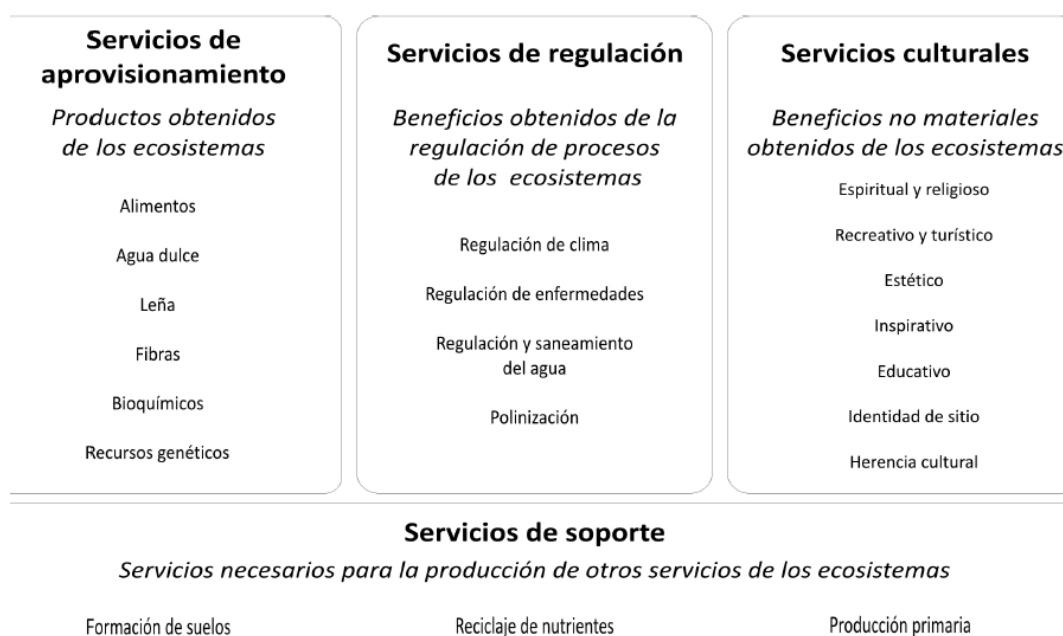 Servicios de
aprovisionamiento
Productos obtenidos
de los ecosistemas
Alimentos
Agua dulce
Leña
Fibras
Bioquímicos
Recursos genéticos
Servicios de regulación
Beneficios obtenidos de la
regulación de procesos
de los ecosistemas
Regulación de clima
Regulación de enfermedades
Regulación y saneamiento
del agua
Polinización
Servicios culturales
Beneficios no materiales
obtenidos de los ecosistemas
Espiritual y religioso
Recreativo y turístico
Estético
Inspirativo
Educativo
Identidad de sitio
Herencia cultural
Servicios de soporte
Servicios necesarios para la producción de otros servicios de los ecosistemas
Formación de suelos
Reciclaje de nutrientes
Producción primaria